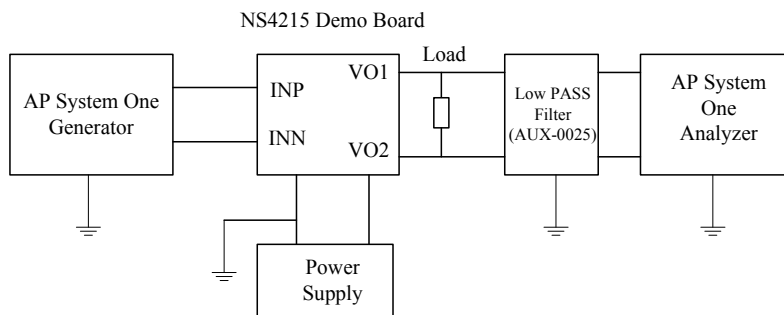 NS4215 Demo Board
AP System One
Generator
INP
INN
VO1
VO2
Load
Low PASS
Filter
(AUX-0025)
AP System
One
Analyzer
Power
Supply